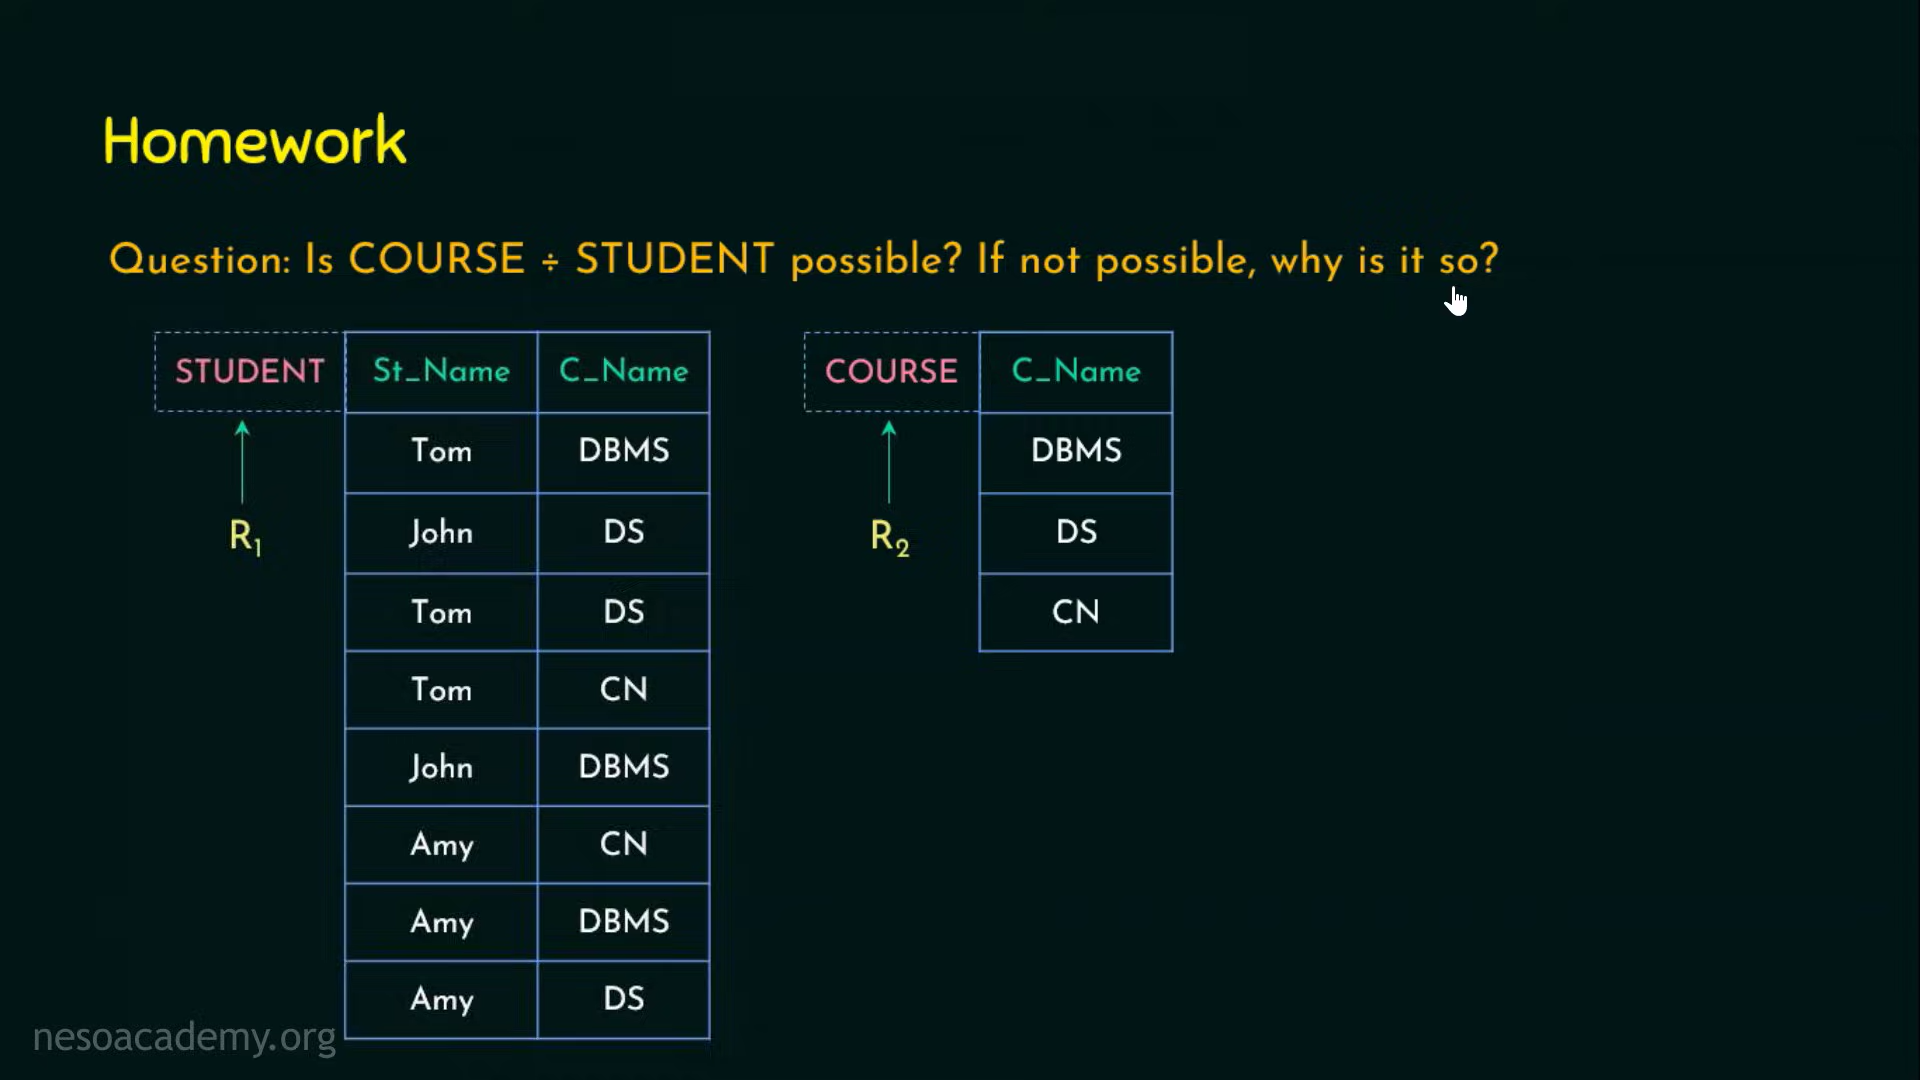 Homework
Question: Is COURSE ÷ STUDENT possible? If not possible, why is it so?
STUDENT St_Name C_Name
Tom DBMS
John DS
Tom DS
Tom CN
John DBMS
Amy CN
Amy DBMS
Amy DS
R₁
COURSE C_Name
DBMS
DS
CN
R₂
nesoacademy.org